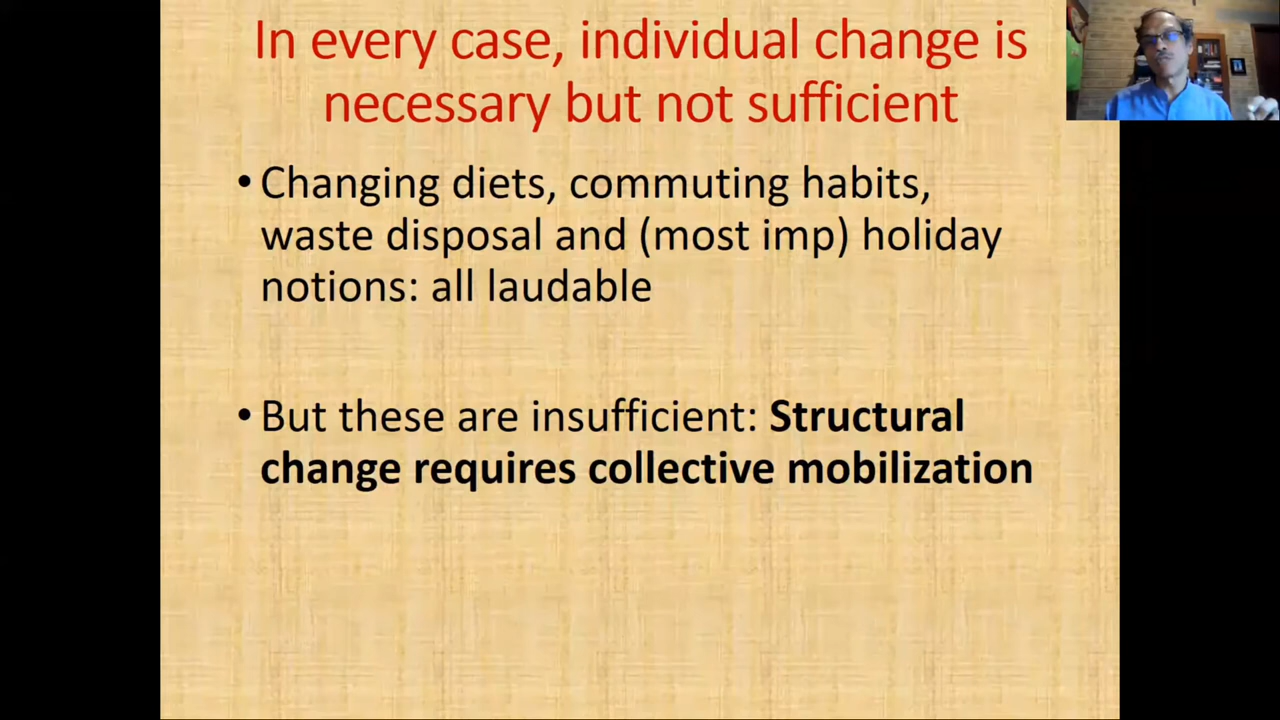 In every case, individual change is
necessary but not sufficient
• Changing diets, commuting habits,
waste disposal and (most imp) holiday
notions: all laudable
• But these are insufficient: Structural
change requires collective mobilization